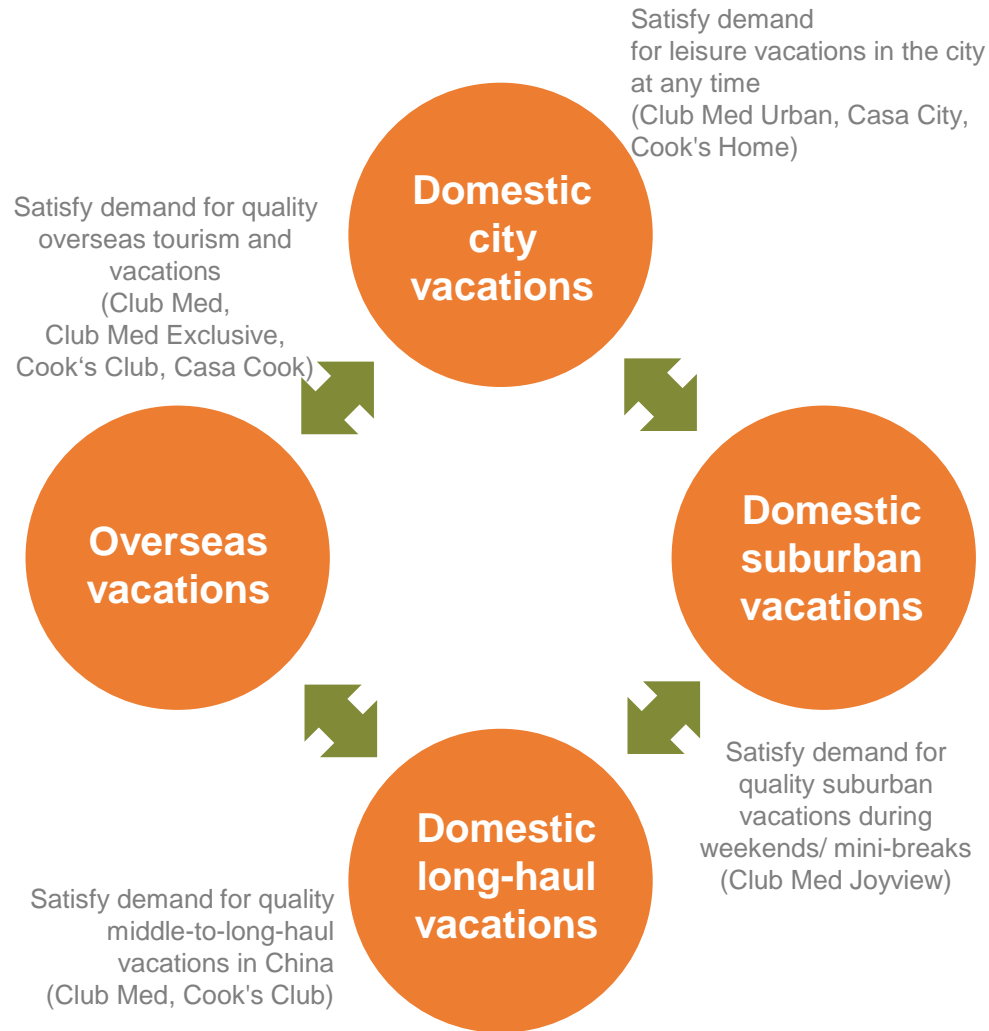 Satisfy demand
for leisure vacations in the city
at any time
(Club Med Urban, Casa City,
Cook's Home)
Domestic
city
vacations
Satisfy demand for quality
overseas tourism and
vacations
(Club Med,
Club Med Exclusive,
Cook‘s Club, Casa Cook)
Overseas
vacations
Domestic
suburban
vacations
Satisfy demand for
quality suburban
vacations during
weekends/ mini-breaks
(Club Med Joyview)
Domestic
long-haul
vacations
Satisfy demand for quality
middle-to-long-haul
vacations in China
(Club Med, Cook's Club)